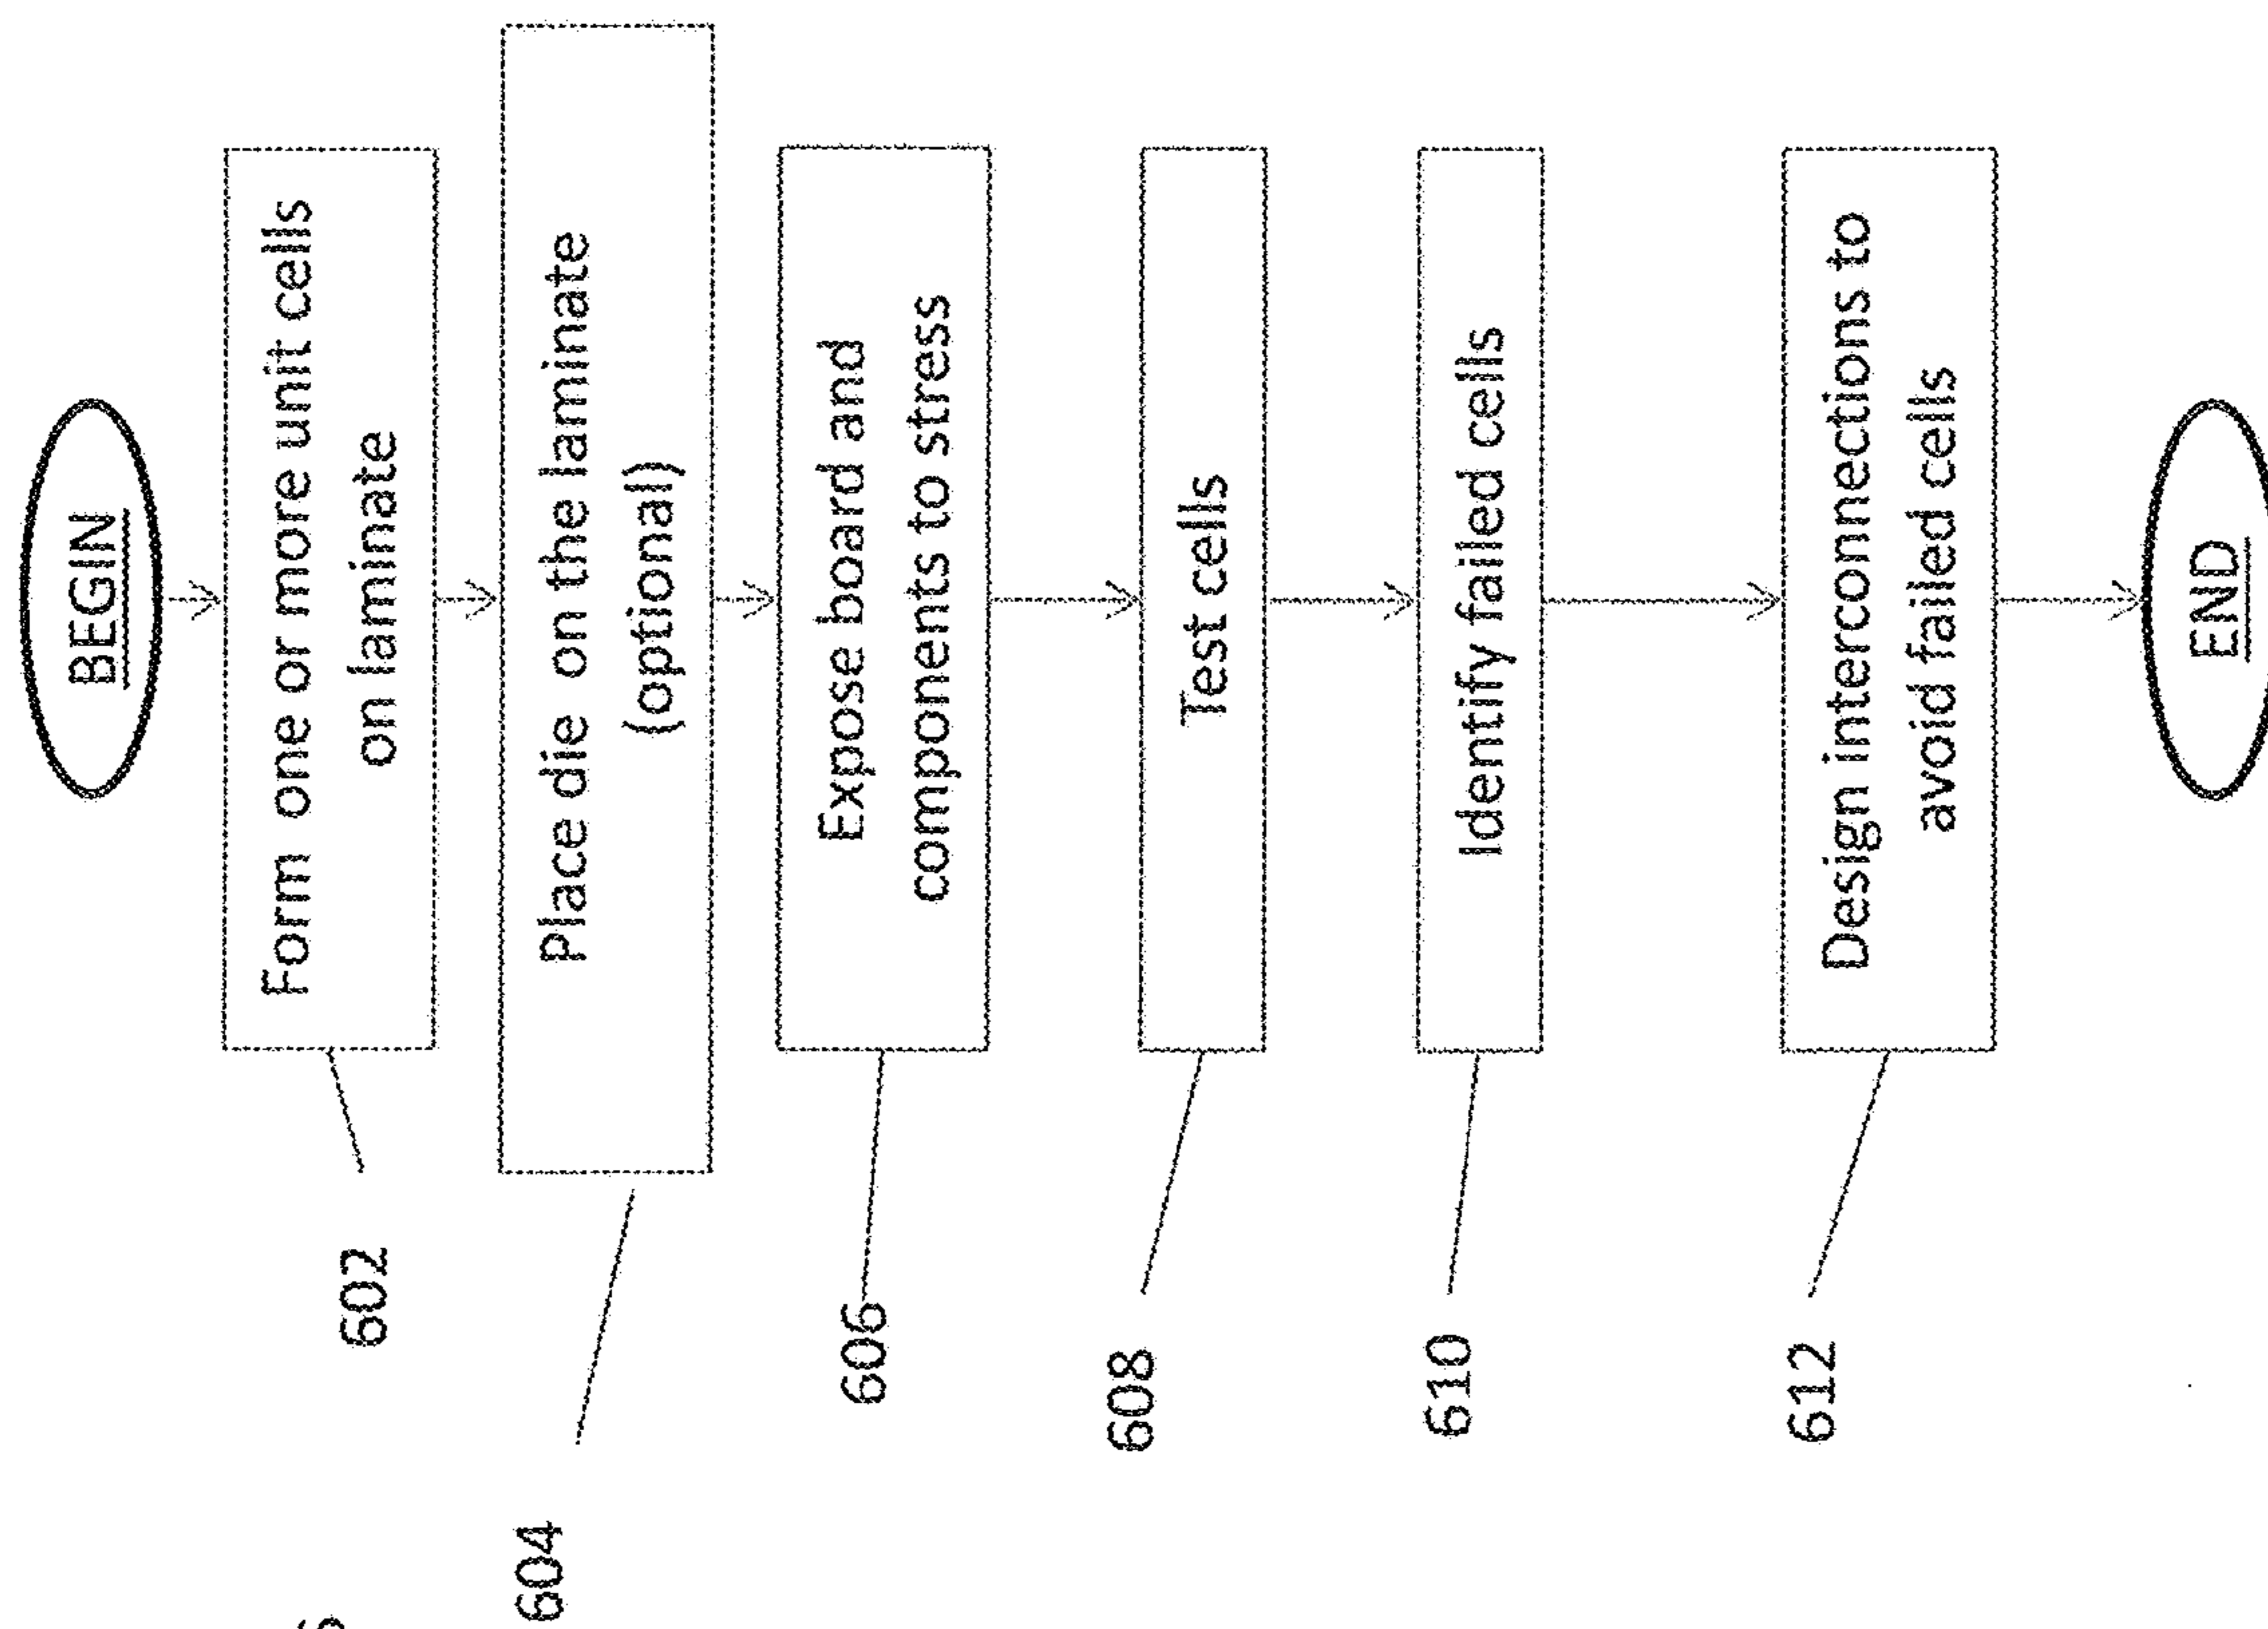 BEGIN
Form one or more unit cells
on laminate
602
Place die on the laminate
(optional)
604
Expose board and
components to stress
606
Test cells
608
Identify failed cells
610
Design interconnections to
avoid failed cells
612
END